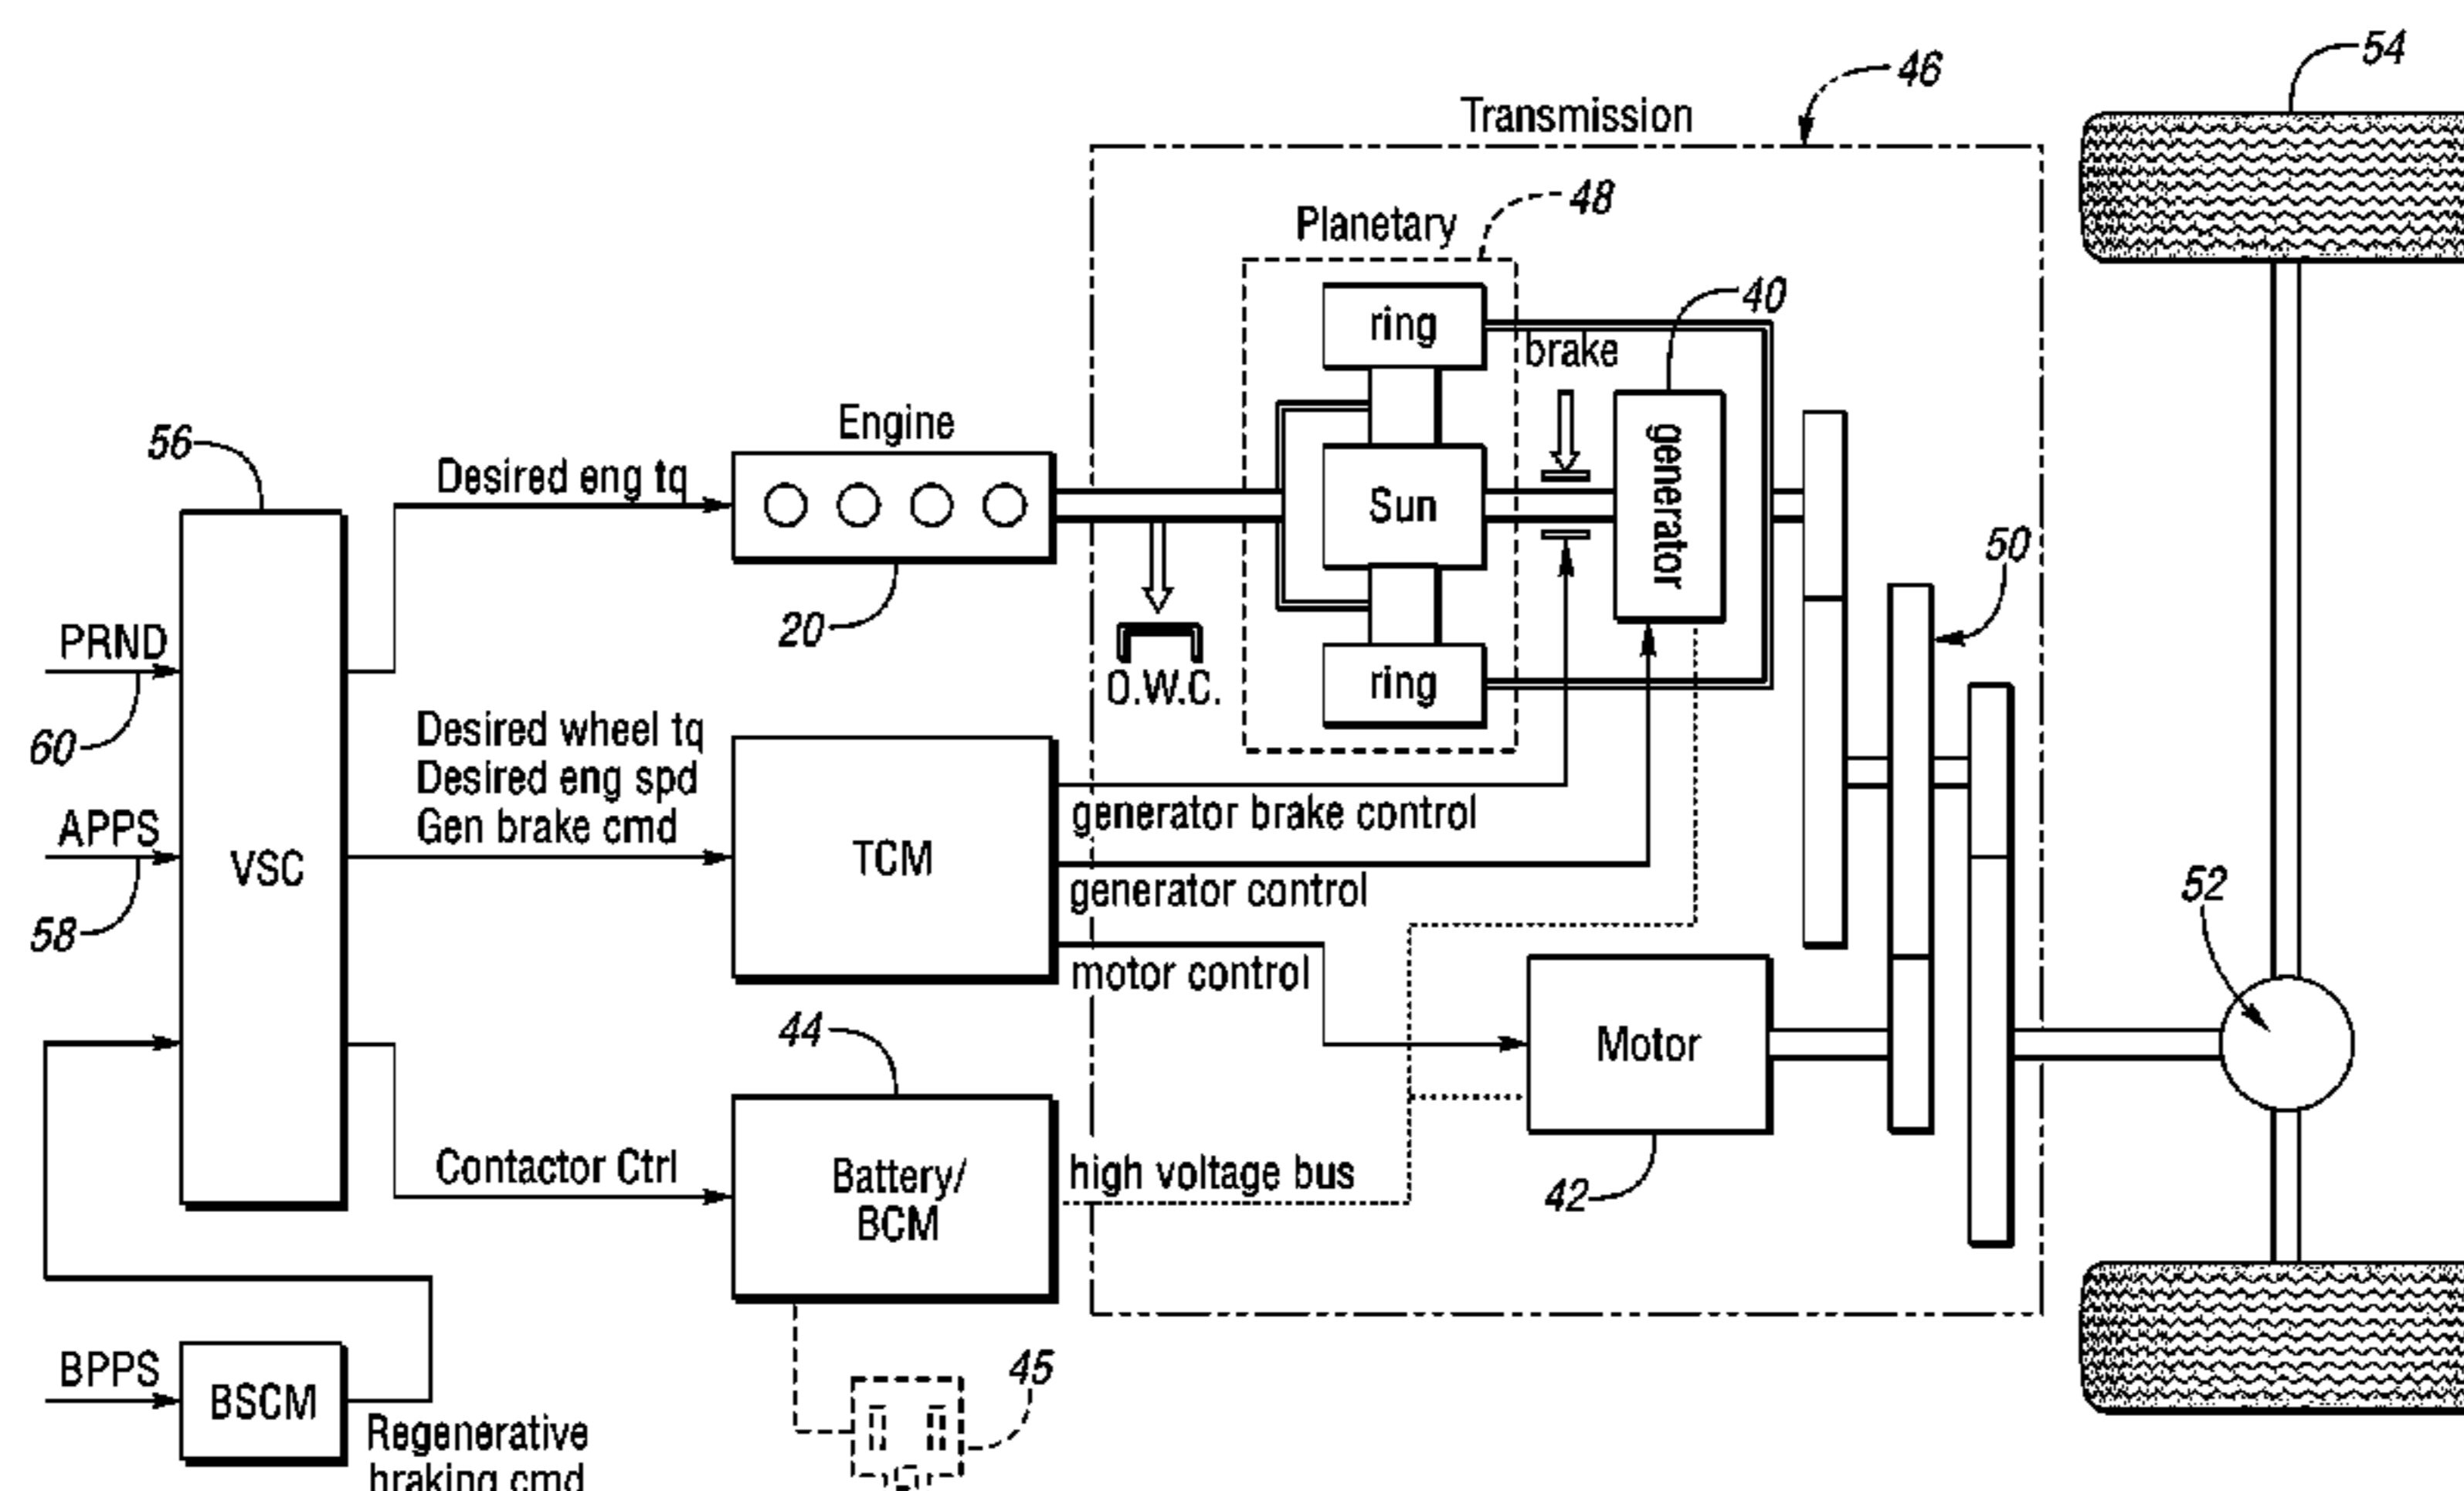 54
46
Transmission
48
Planetary
40
ring
brake
Engine
56
Desired eng tq
generator
Sun
50
20
PRND
ring
O.W.C.
60
Desired wheel tq
Desired eng spd
Gen brake cmd
generator brake control
APPS
VSC
TCM
52
generator control
58
motor control
44
Motor
Contactor Ctrl
Battery/
BCM
high voltage bus
42
BPPS
BSCM
45
Regenerative
braking cmd